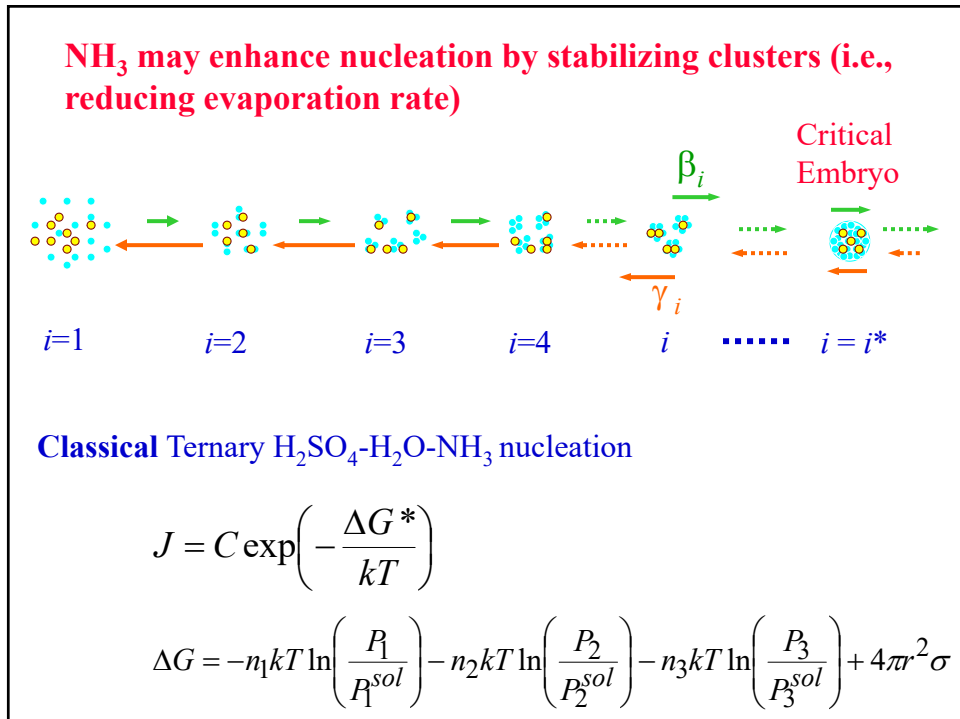 NH₃ may enhance nucleation by stabilizing clusters (i.e.,
reducing evaporation rate)
Critical
Embryo
βᵢ
γ ᵢ
i=1 i=2 i=3 i=4 i ...... i = i*
Classical Ternary H₂SO₄-H₂O-NH₃ nucleation
J = C exp(−ΔG*/kT)
ΔG = −n₁kT ln(P₁/P₁ˢᵒˡ) − n₂kT ln(P₂/P₂ˢᵒˡ) − n₃kT ln(P₃/P₃ˢᵒˡ) + 4πr²σ